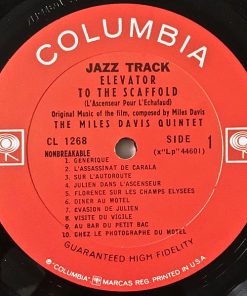 COLUMBIA
JAZZ TRACK
ELEVATOR
TO THE SCAFFOLD
(L'Ascenseur Pour L'Echafaud)
Original Music of the film, composed by Miles Davis
THE MILES DAVIS QUINTET
CL 1268 SIDE 1
NONBREAKABLE (x"Lp" 44601)
1 - GENERIQUE
2 - L'ASSASSINAT DE CARALA
3 - SUR L'AUTOROUTE
4 - JULIEN DANS L'ASCENSEUR
5 - FLORENCE SUR LES CHAMPS ELYSEES
6 - DINER AU MOTEL
7 - EVASION DE JULIEN
8 - VISITE DU VIGILE
9 - AU BAR DU PETIT BAC
10 - CHEZ LE PHOTOGRAPHE DU MOTEL
GUARANTEED HIGH FIDELITY
® "COLUMBIA" MARCAS REG. PRINTED IN U.S.A.